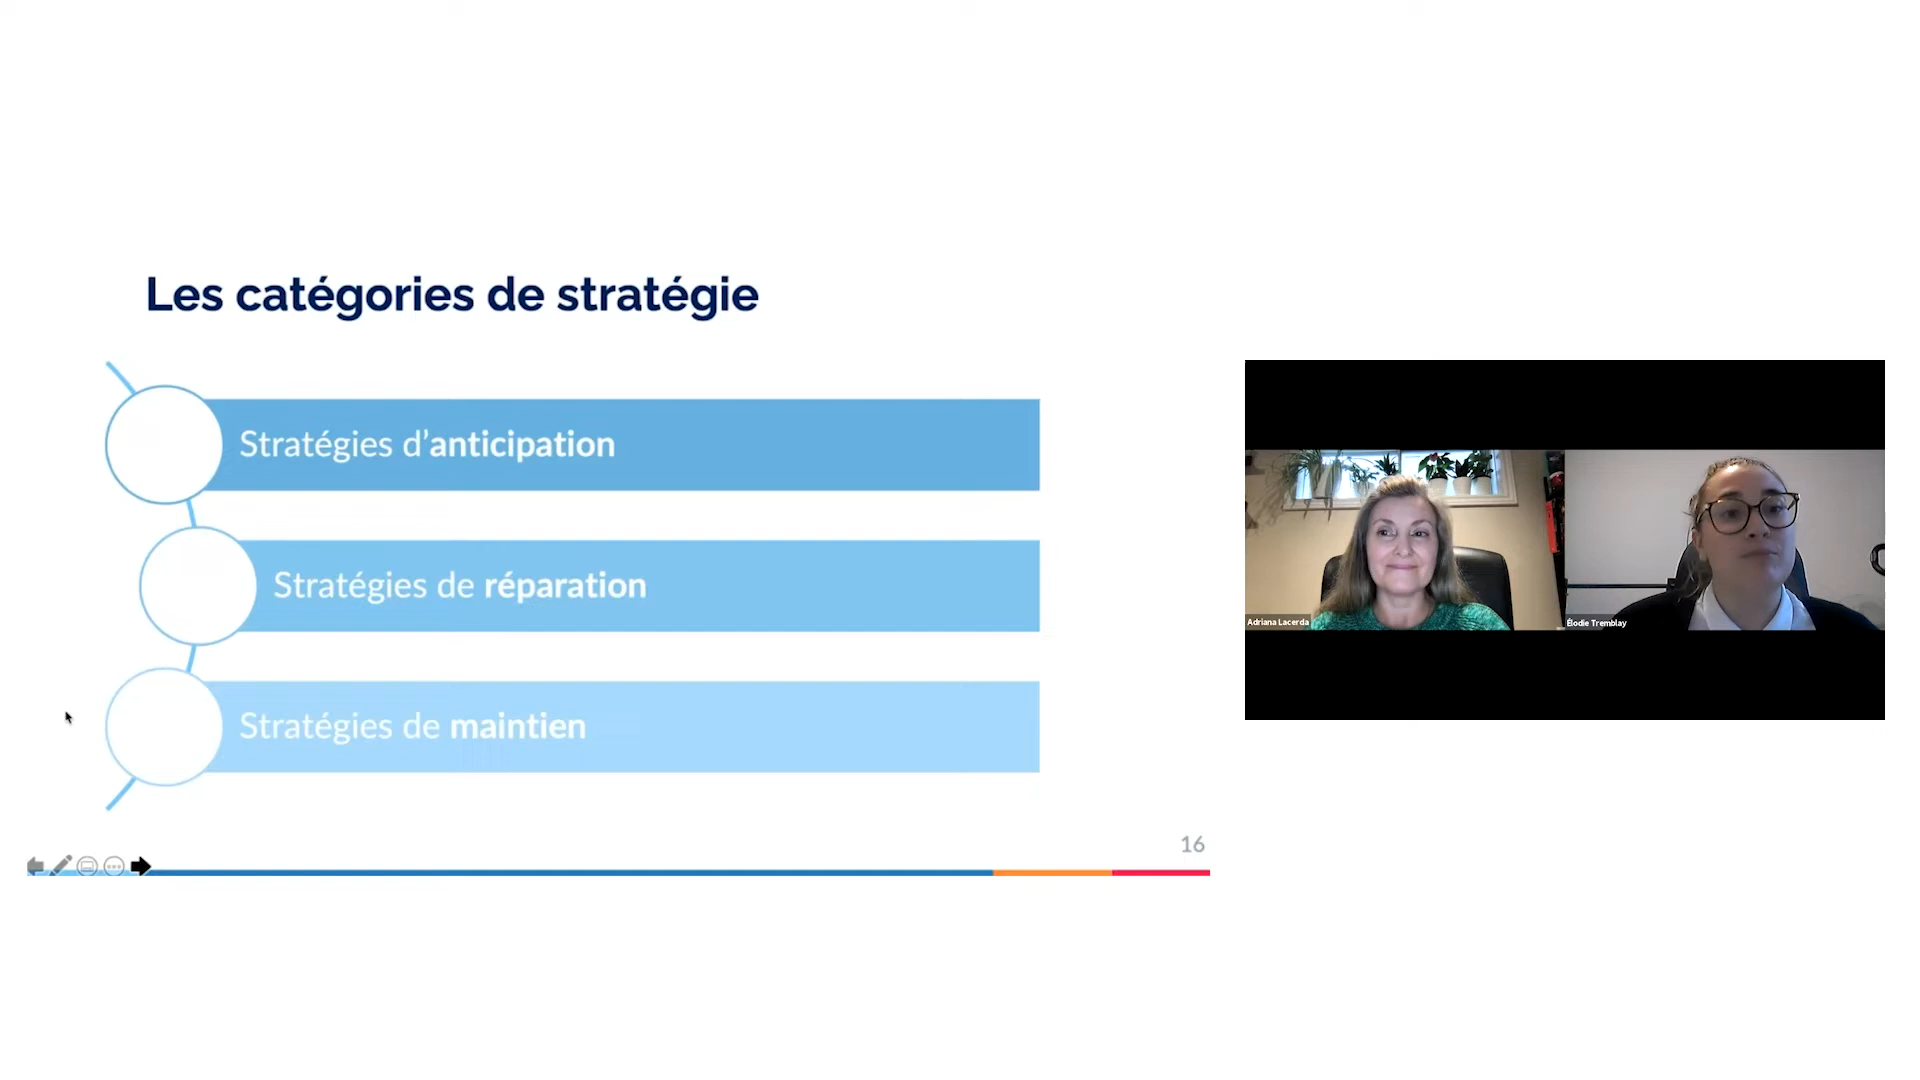 Les catégories de stratégie
Stratégies d’anticipation
Stratégies de réparation
Stratégies de maintien
16
Adriana Lacerda
Élodie Tremblay